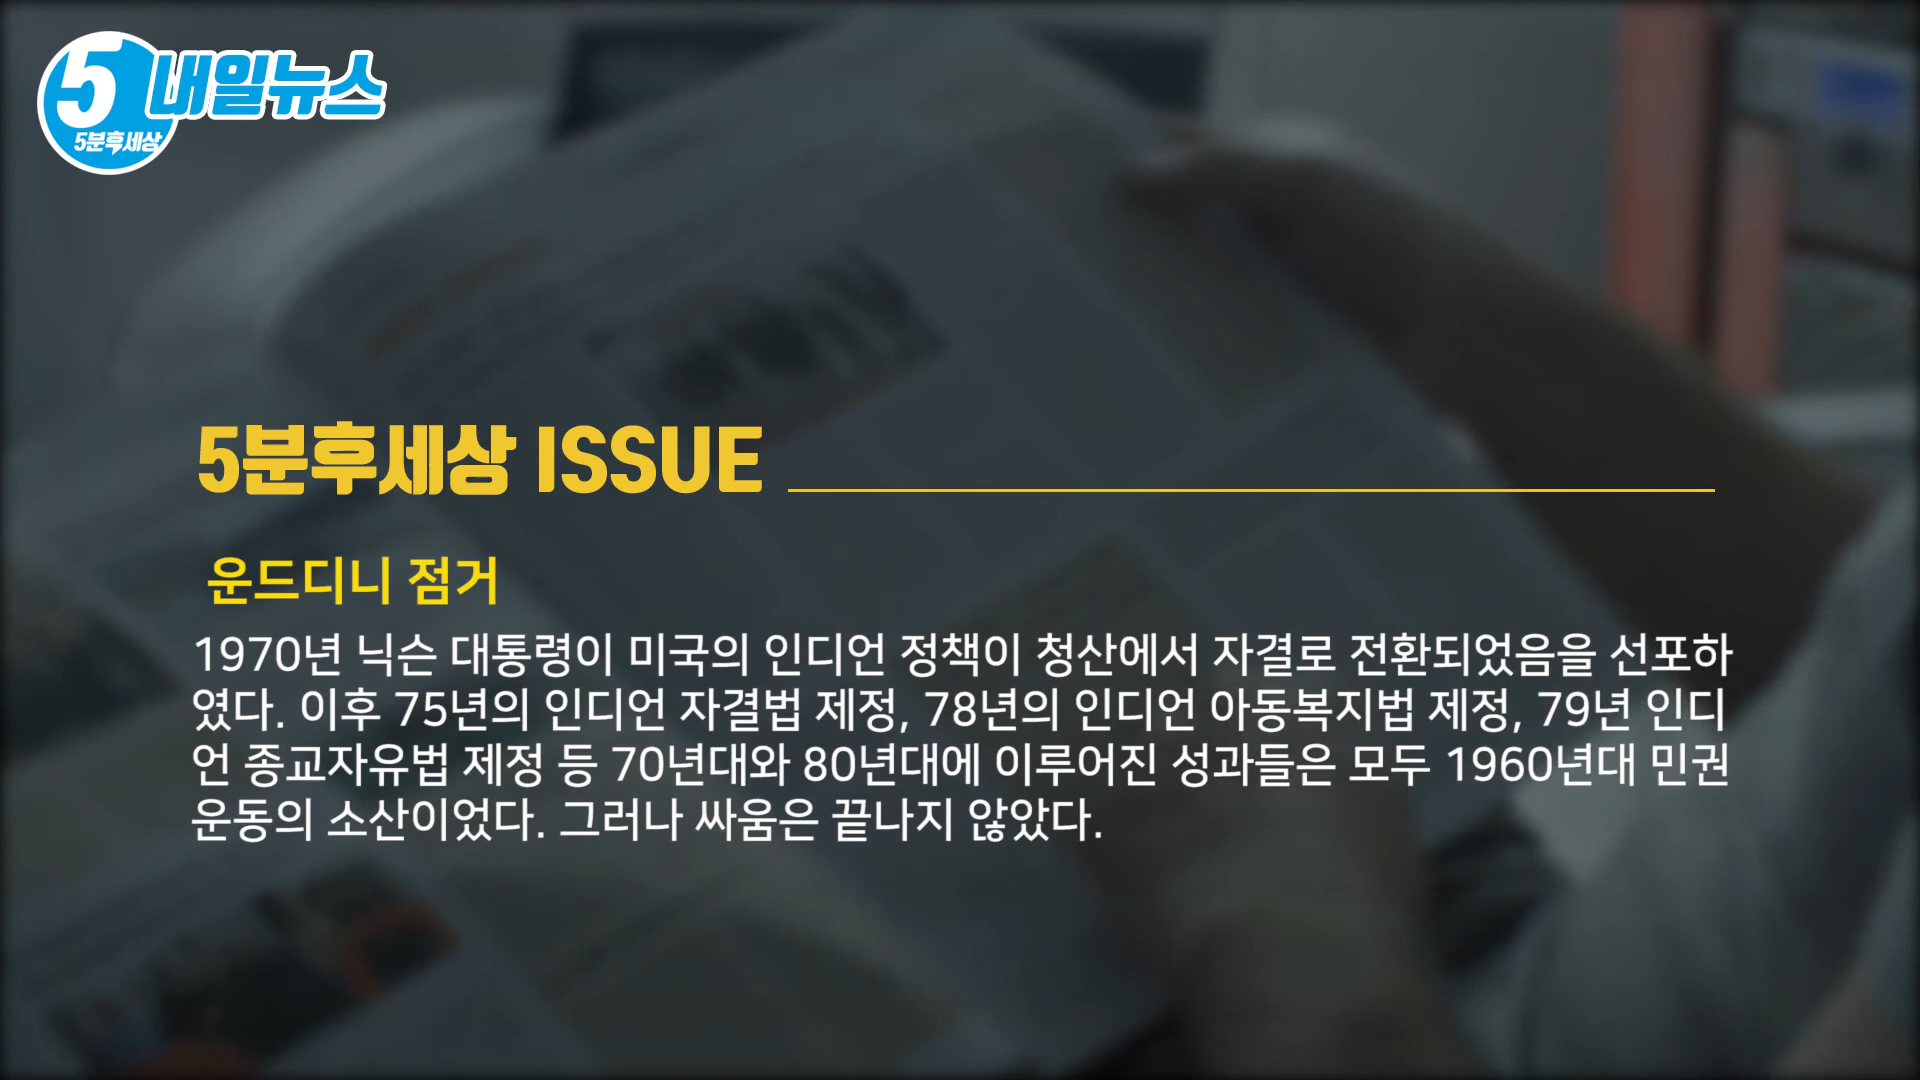 5 내일뉴스
5분후세상
5분후세상 ISSUE
운드디니 점거
1970년 닉슨 대통령이 미국의 인디언 정책이 청산에서 자결로 전환되었음을 선포하
였다. 이후 75년의 인디언 자결법 제정, 78년의 인디언 아동복지법 제정, 79년 인디
언 종교자유법 제정 등 70년대와 80년대에 이루어진 성과들은 모두 1960년대 민권
운동의 소산이었다. 그러나 싸움은 끝나지 않았다.